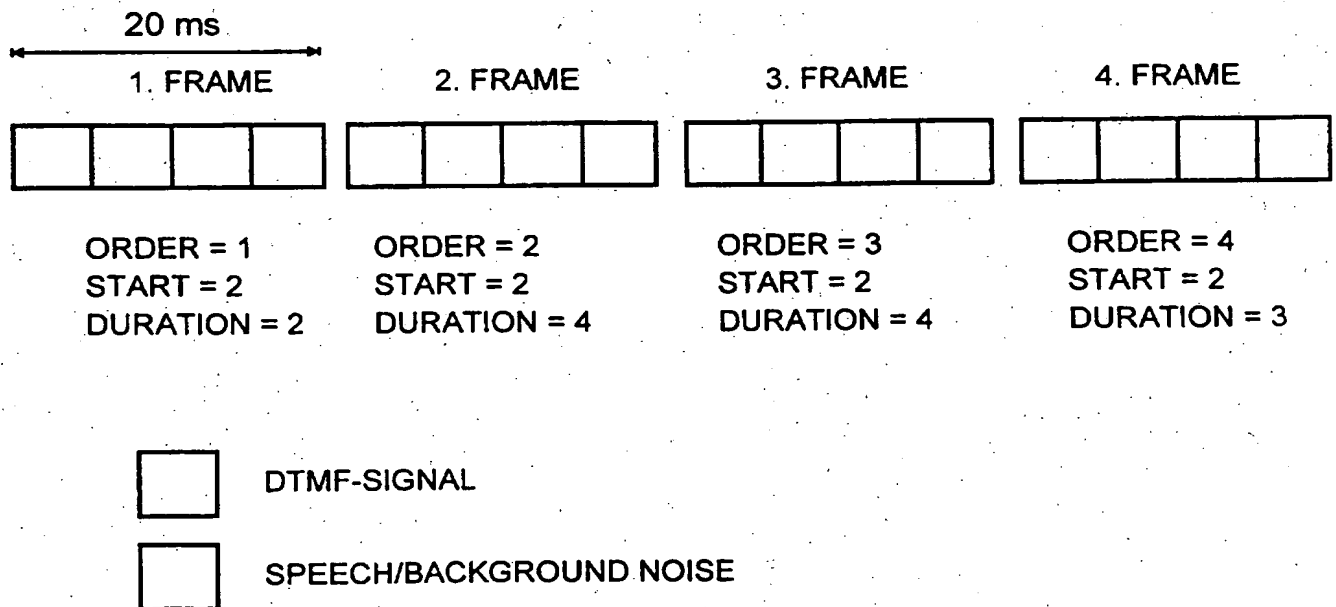 20 ms
1. FRAME
2. FRAME
3. FRAME
4. FRAME
ORDER = 1
START = 2
DURATION = 2
ORDER = 2
START = 2
DURATION = 4
ORDER = 3
START = 2
DURATION = 4
ORDER = 4
START = 2
DURATION = 3
DTMF-SIGNAL
SPEECH/BACKGROUND NOISE